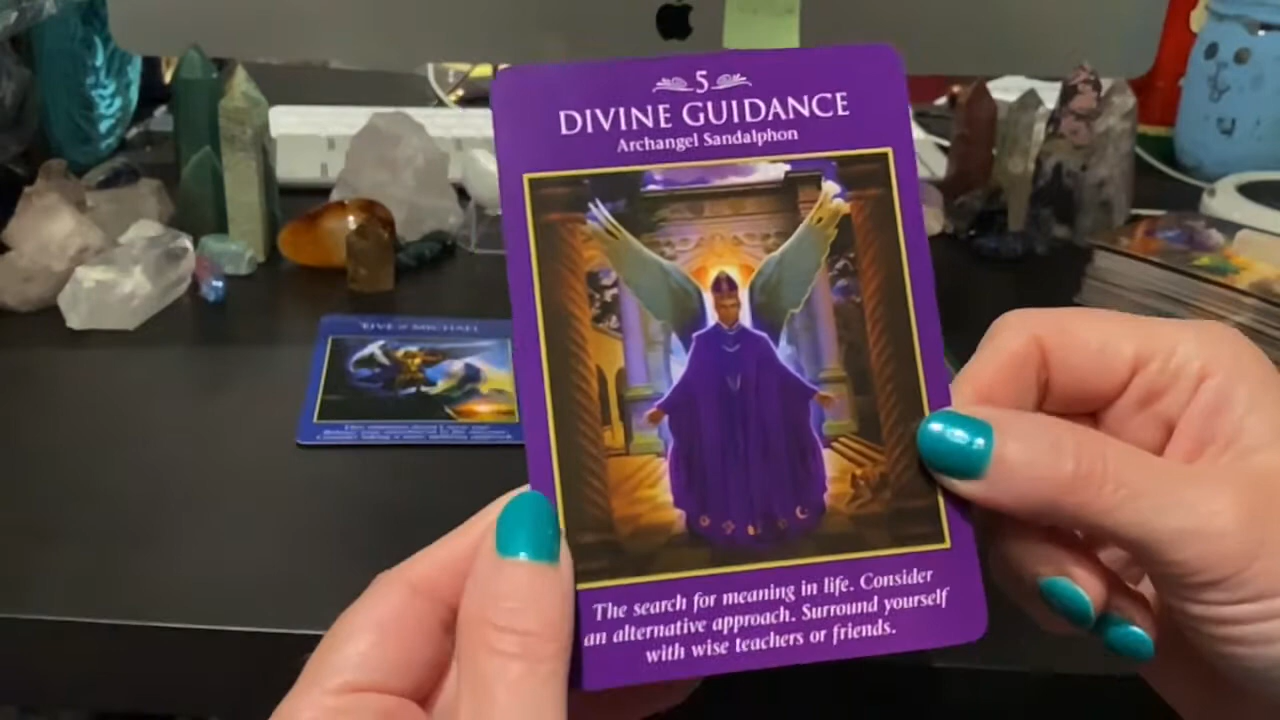 5
DIVINE GUIDANCE
Archangel Sandalphon
The search for meaning in life. Consider
an alternative approach. Surround yourself
with wise teachers or friends.
FIVE of MICHAEL